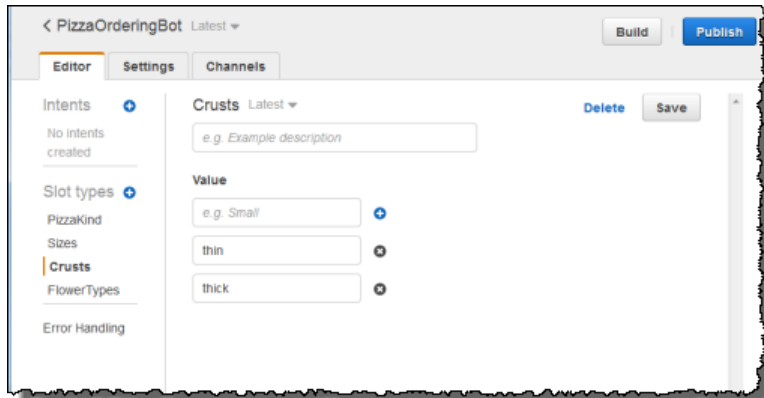 PizzaOrderingBot Latest
Build
Publish
Editor Settings Channels
Intents
No intents
created
Slot types
PizzaKind
Sizes
Crusts
FlowerTypes
Error Handling
Crusts Latest
Delete
Save
e.g. Example description
Value
e.g. Small
thin
thick